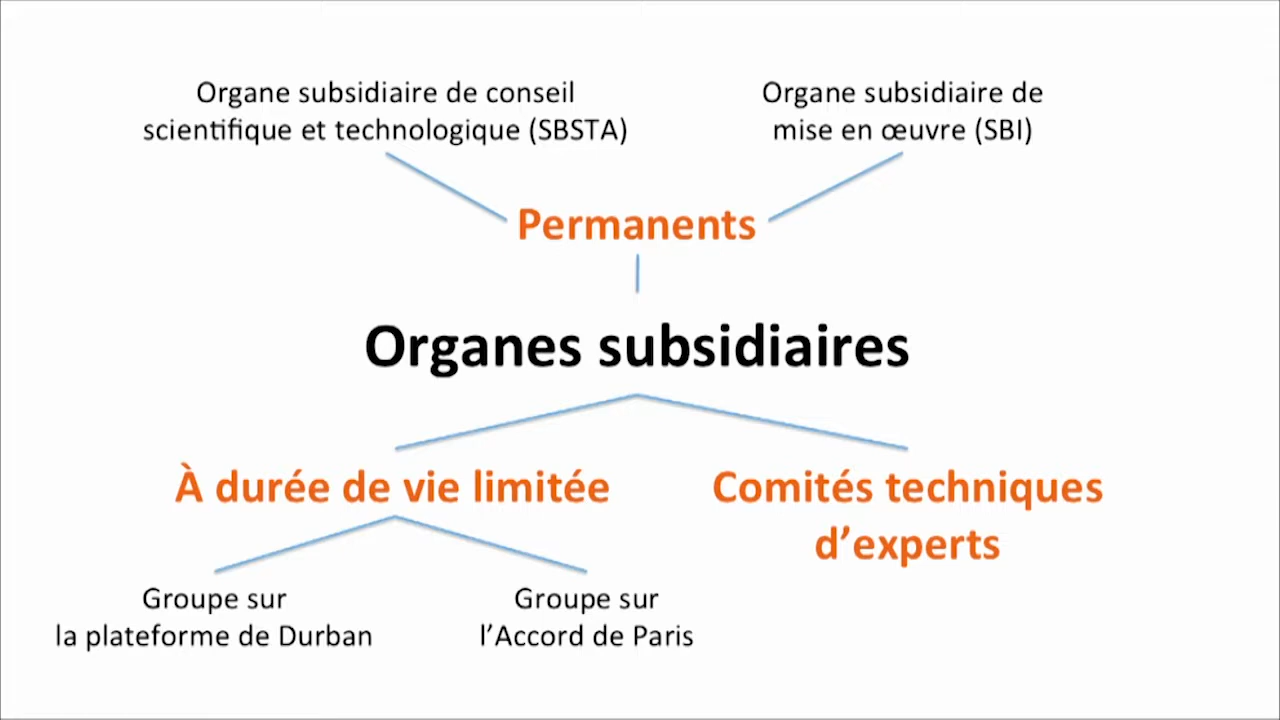 Organe subsidiaire de conseil
scientifique et technologique (SBSTA)
Organe subsidiaire de
mise en œuvre (SBI)
Permanents
Organes subsidiaires
À durée de vie limitée
Comités techniques
d’experts
Groupe sur
la plateforme de Durban
Groupe sur
l’Accord de Paris